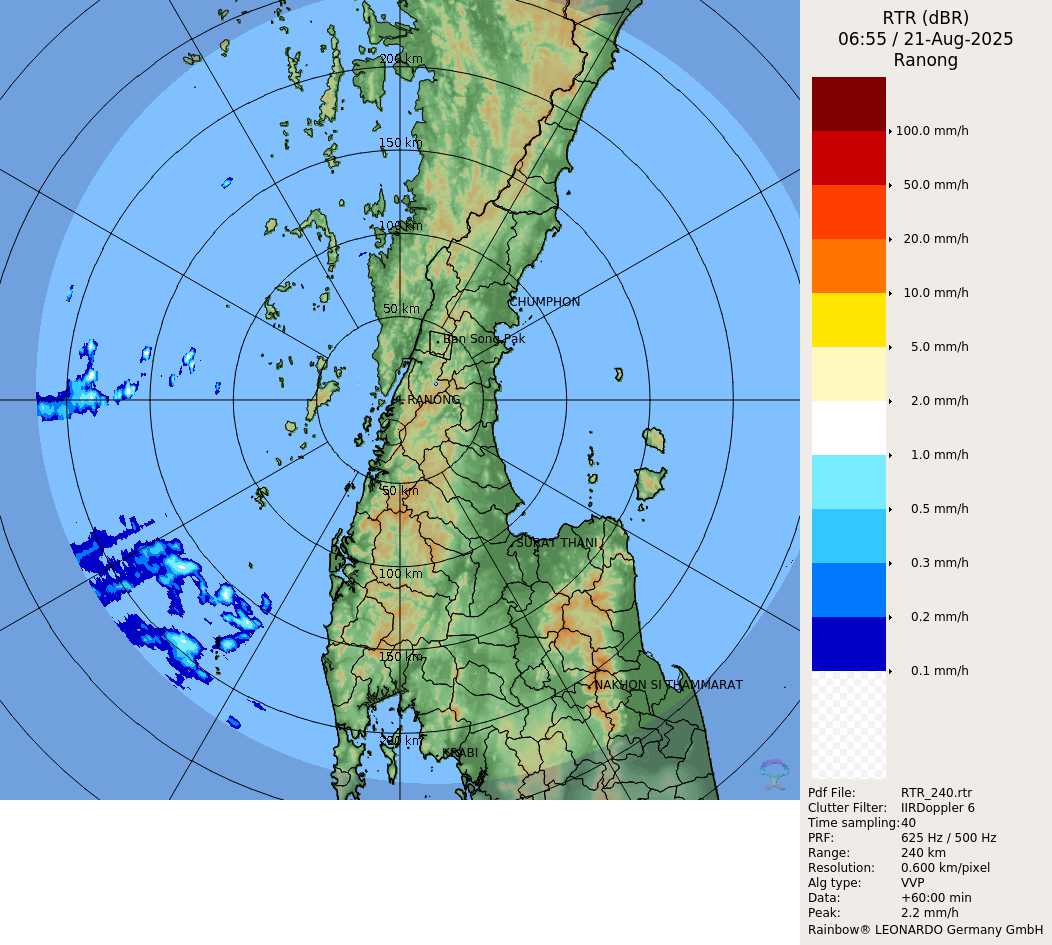 RTR (dBR)
06:55 / 21-Aug-2025
Ranong
100.0 mm/h
50.0 mm/h
20.0 mm/h
10.0 mm/h
5.0 mm/h
2.0 mm/h
1.0 mm/h
0.5 mm/h
0.3 mm/h
0.2 mm/h
0.1 mm/h
200 km
150 km
100 km
50 km
CHUMPHON
Ban Song Pak
RANONG
50 km
SURAT THANI
100 km
150 km
NAKHON SI THAMMARAT
200 km
KRABI
Pdf File: RTR_240.rtr
Clutter Filter: IIRDoppler 6
Time sampling:40
PRF: 625 Hz / 500 Hz
Range: 240 km
Resolution: 0.600 km/pixel
Alg type: VVP
Data: +60:00 min
Peak: 2.2 mm/h
Rainbow® LEONARDO Germany GmbH